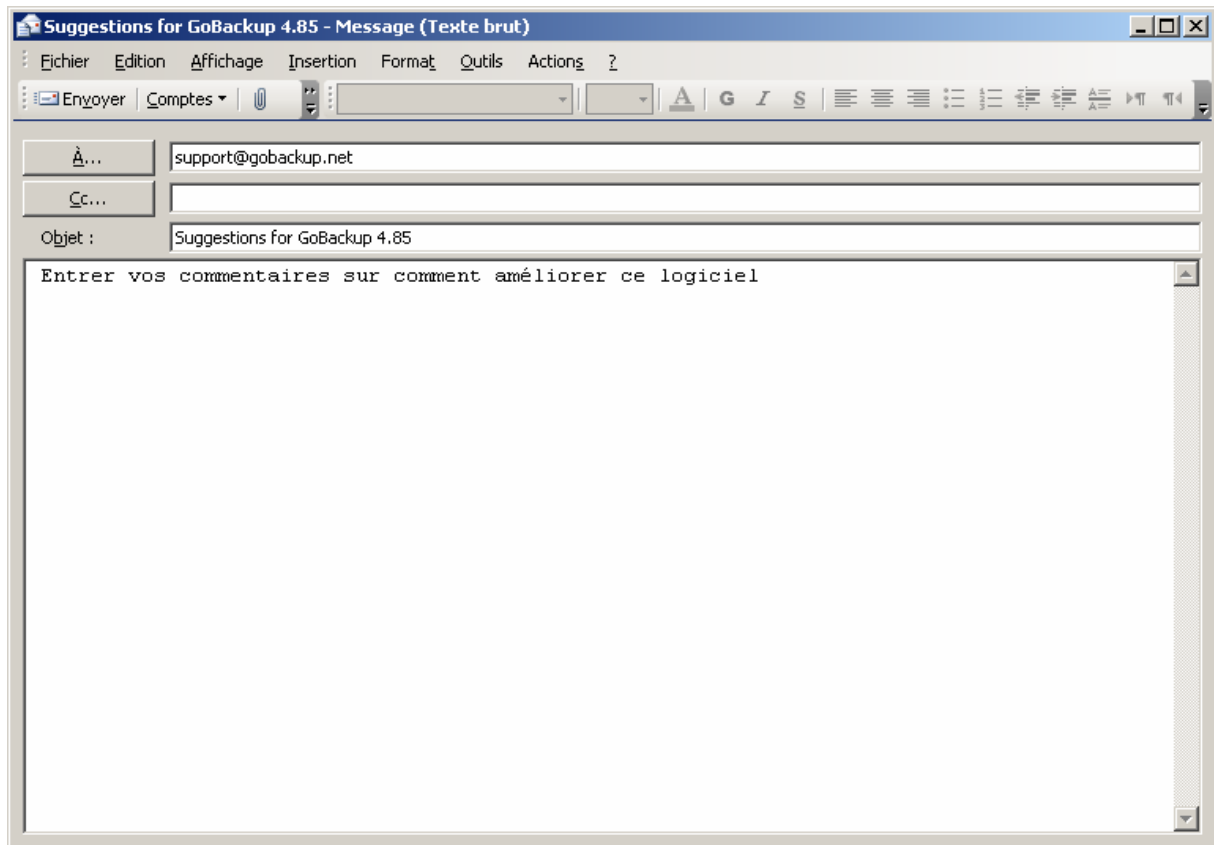 Suggestions for GoBackup 4.85 - Message (Texte brut)
Fichier Edition Affichage Insertion Format Outils Actions ?
Envoyer Comptes A G I S
À... support@gobackup.net
Cc...
Objet : Suggestions for GoBackup 4.85
Entrer vos commentaires sur comment améliorer ce logiciel